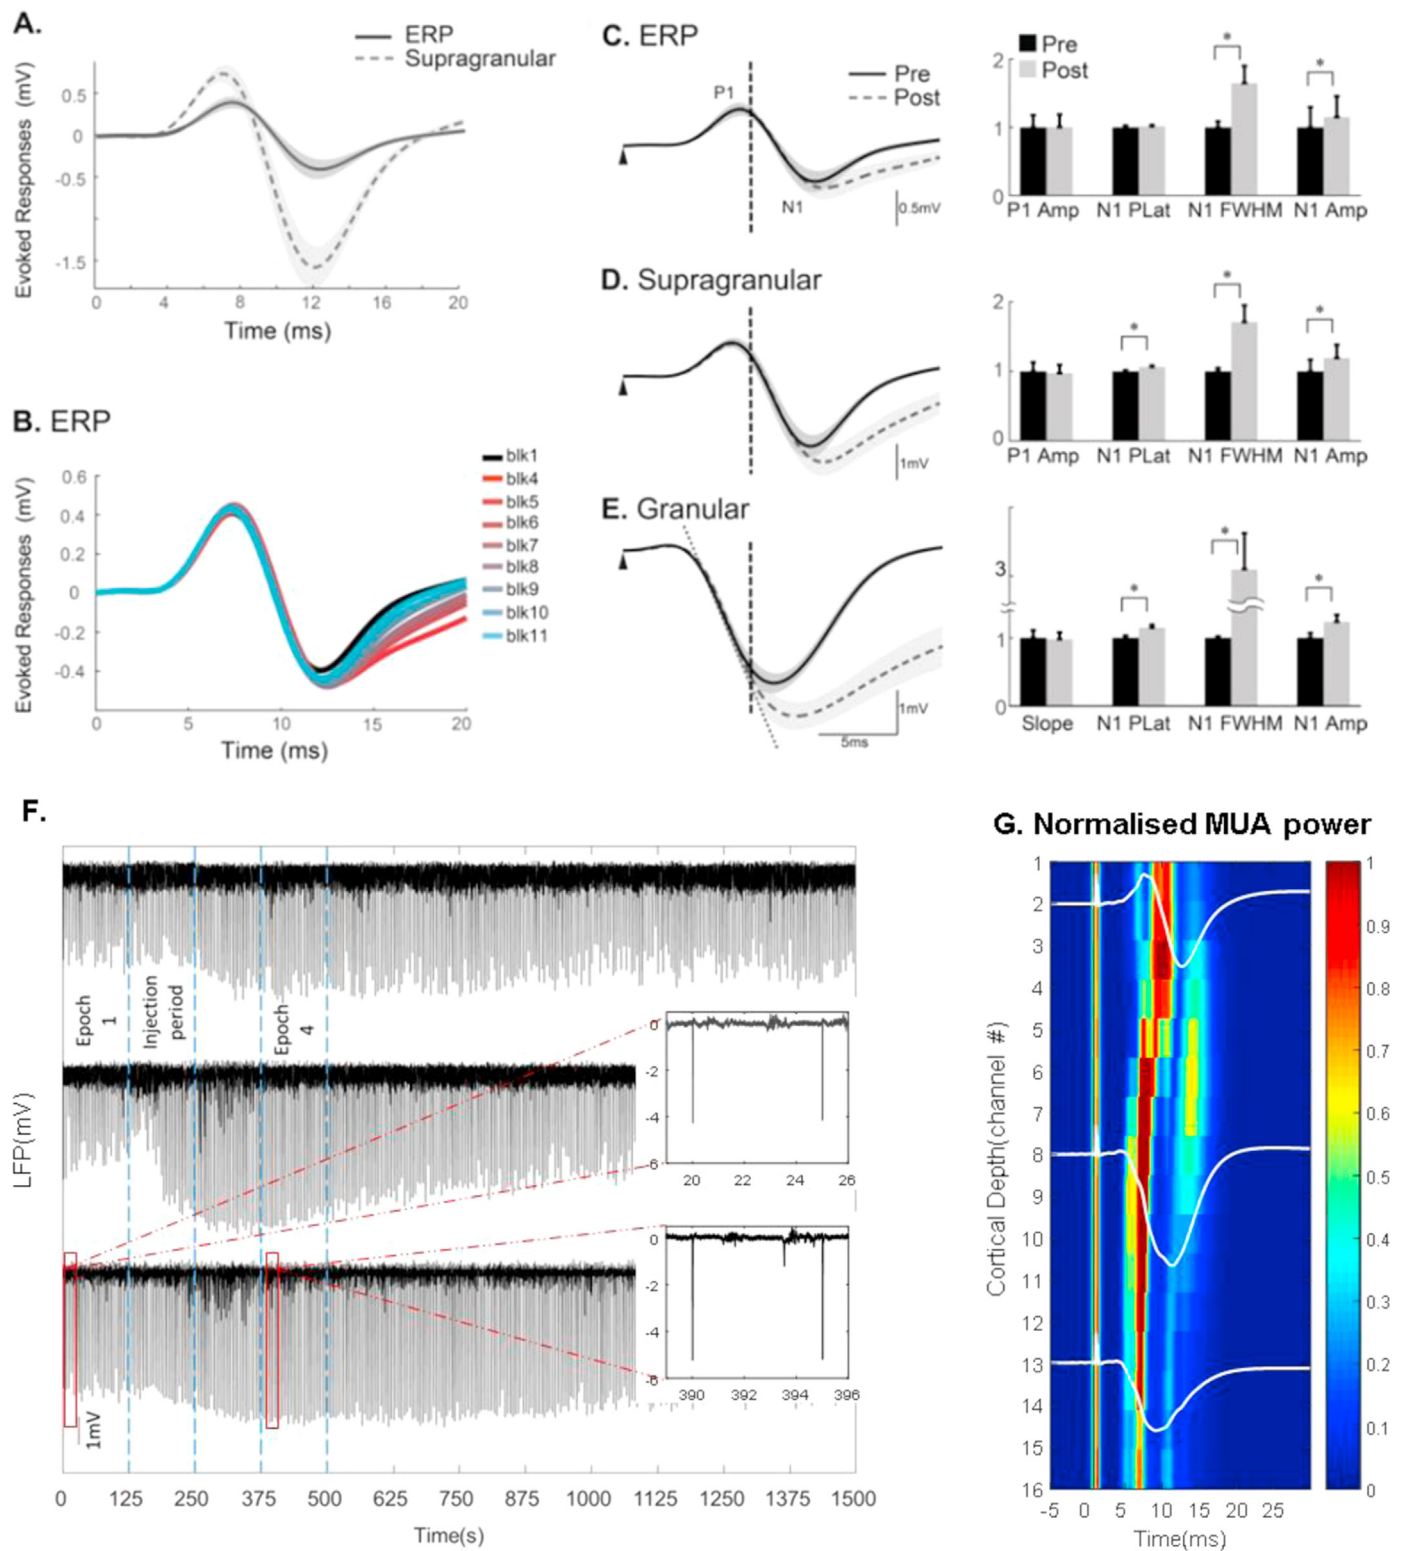 A.
ERP
Supragranular
Evoked Responses (mV)
0.5
0
-0.5
-1.5
0 4 8 12 16 20
Time (ms)
B. ERP
Evoked Responses (mV)
0.6
0.4
0.2
0
-0.2
-0.4
0 5 10 15 20
Time (ms)
blk1
blk4
blk5
blk6
blk7
blk8
blk9
blk10
blk11
C. ERP
P1
N1
Pre
Post
0.5mV
Pre
Post
2
1
0
* *
P1 Amp N1 PLat N1 FWHM N1 Amp
D. Supragranular
1mV
2
1
0
* * *
P1 Amp N1 PLat N1 FWHM N1 Amp
E. Granular
1mV
5ms
3
1
0
* * *
Slope N1 PLat N1 FWHM N1 Amp
F.
LFP(mV)
Epoch 1
Injection period
Epoch 4
1mV
0
-2
-4
-6
20 22 24 26
0
-2
-4
-6
390 392 394 396
0 125 250 375 500 625 750 875 1000 1125 1250 1375 1500
Time(s)
G. Normalised MUA power
Cortical Depth(channel #)
1
2
3
4
5
6
7
8
9
10
11
12
13
14
15
16
-5 0 5 10 15 20 25
Time(ms)
1
0.9
0.8
0.7
0.6
0.5
0.4
0.3
0.2
0.1
0